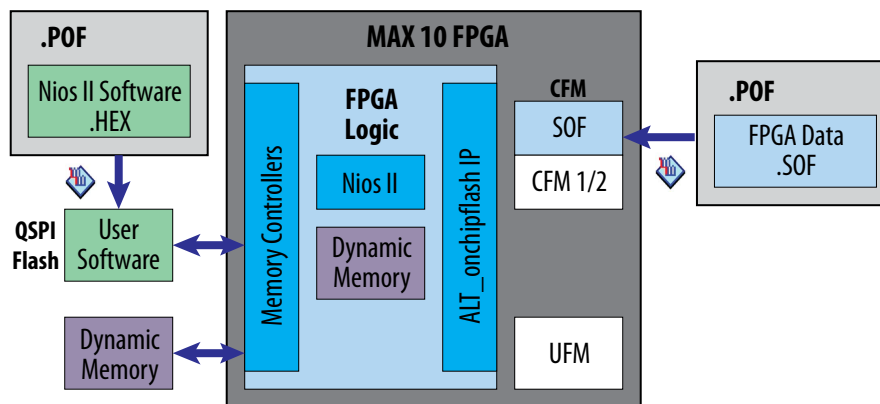 .POF
Nios II Software
.HEX
QSPI
Flash
User
Software
Dynamic
Memory
MAX 10 FPGA
Memory Controllers
FPGA
Logic
Nios II
Dynamic
Memory
ALT_onchipflash IP
CFM
SOF
CFM 1/2
UFM
.POF
FPGA Data
.SOF